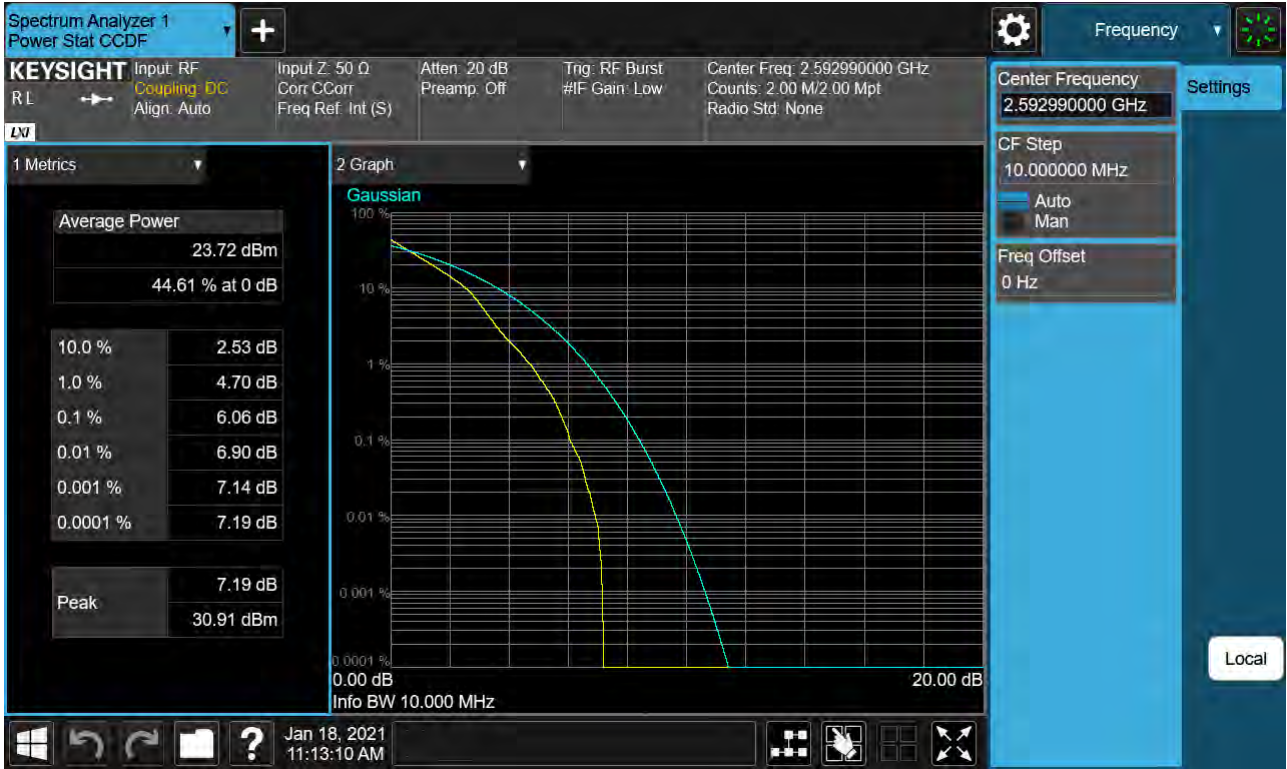 Spectrum Analyzer 1
Power Stat CCDF
+
Frequency
KEYSIGHT
R L
LXI
Input: RF
Coupling: DC
Align: Auto
Input Z: 50 Ω
Corr CCorr
Freq Ref: Int (S)
Atten: 20 dB
Preamp: Off
Trig: RF Burst
#IF Gain: Low
Center Freq: 2.592990000 GHz
Counts: 2.00 M/2.00 Mpt
Radio Std: None
Center Frequency
2.592990000 GHz
Settings
CF Step
10.000000 MHz
Auto
Man
Freq Offset
0 Hz
Local
1 Metrics
Average Power
23.72 dBm
44.61 % at 0 dB
10.0 % 2.53 dB
1.0 % 4.70 dB
0.1 % 6.06 dB
0.01 % 6.90 dB
0.001 % 7.14 dB
0.0001 % 7.19 dB
Peak
7.19 dB
30.91 dBm
2 Graph
Gaussian
100 %
10 %
1 %
0.1 %
0.01 %
0.001 %
0.0001 %
0.00 dB 20.00 dB
Info BW 10.000 MHz
?
Jan 18, 2021
11:13:10 AM